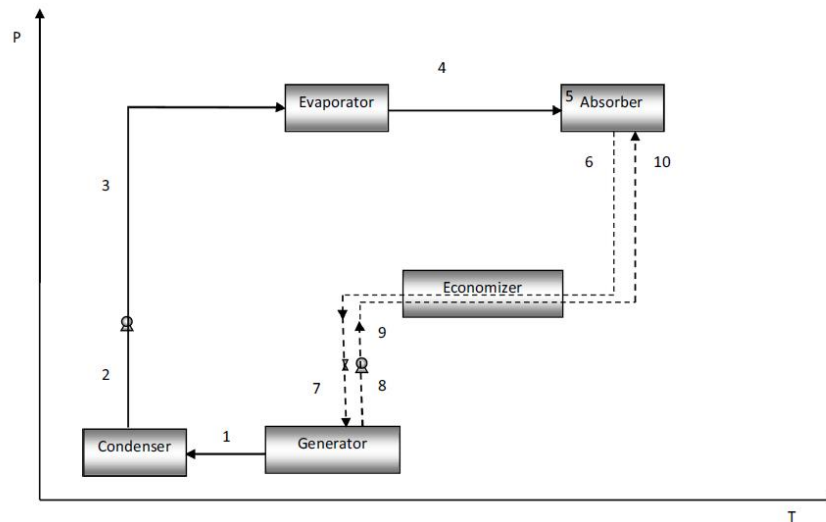 P
4
Evaporator
5 Absorber
6
10
3
Economizer
9
2
7
8
1
Condenser
Generator
T